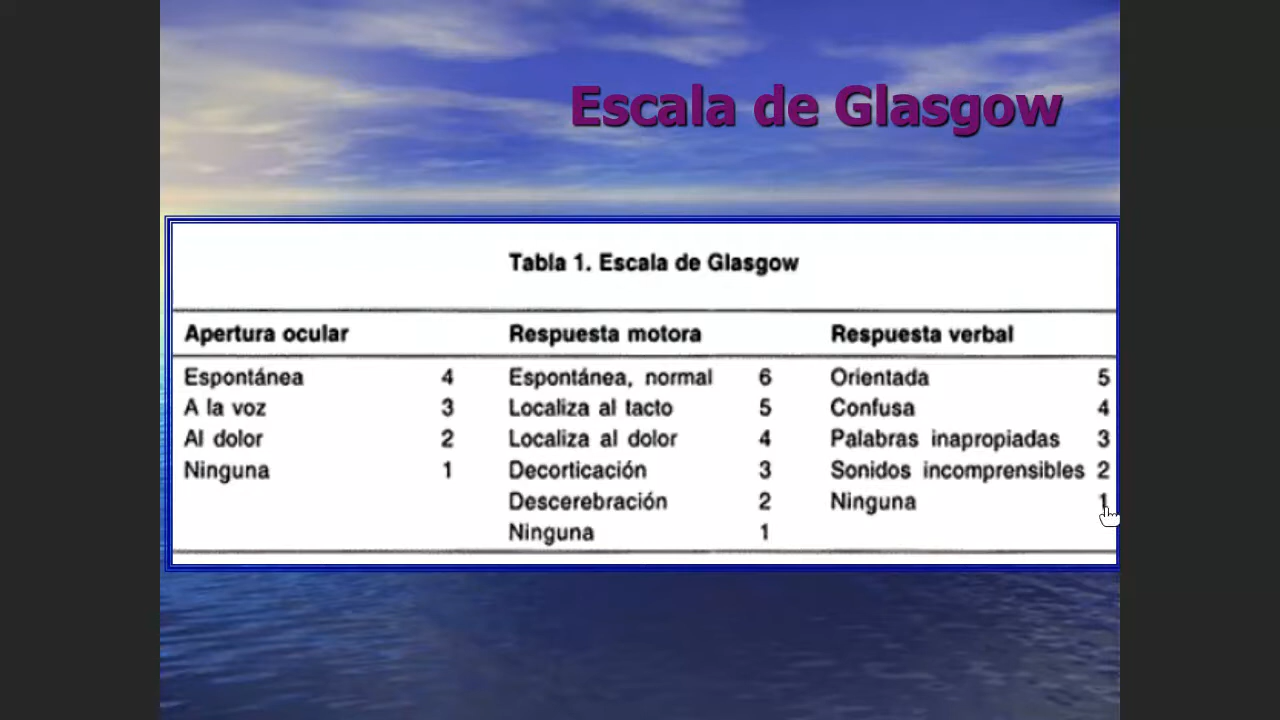 Escala de Glasgow
Tabla 1. Escala de Glasgow
Apertura ocular Respuesta motora Respuesta verbal
Espontánea 4 Espontánea, normal 6 Orientada 5
A la voz 3 Localiza al tacto 5 Confusa 4
Al dolor 2 Localiza al dolor 4 Palabras inapropiadas 3
Ninguna 1 Decorticación 3 Sonidos incomprensibles 2
Descerebración 2 Ninguna 1
Ninguna 1